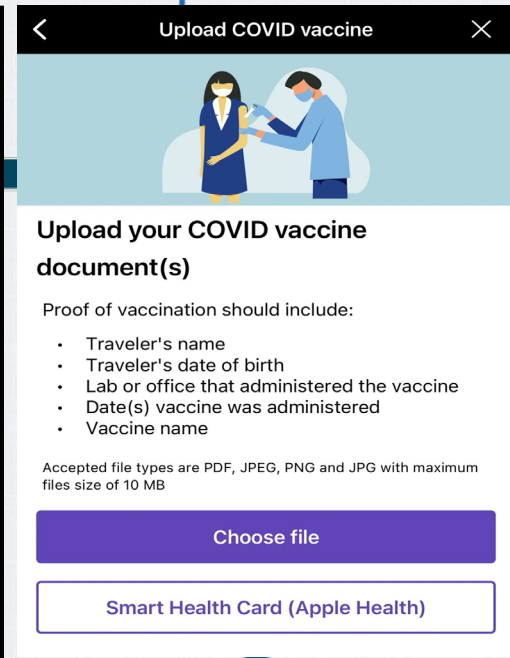 Upload COVID vaccine
Upload your COVID vaccine
document(s)
Proof of vaccination should include:
• Traveler's name
• Traveler's date of birth
• Lab or office that administered the vaccine
• Date(s) vaccine was administered
• Vaccine name
Accepted file types are PDF, JPEG, PNG and JPG with maximum
files size of 10 MB
Choose file
Smart Health Card (Apple Health)